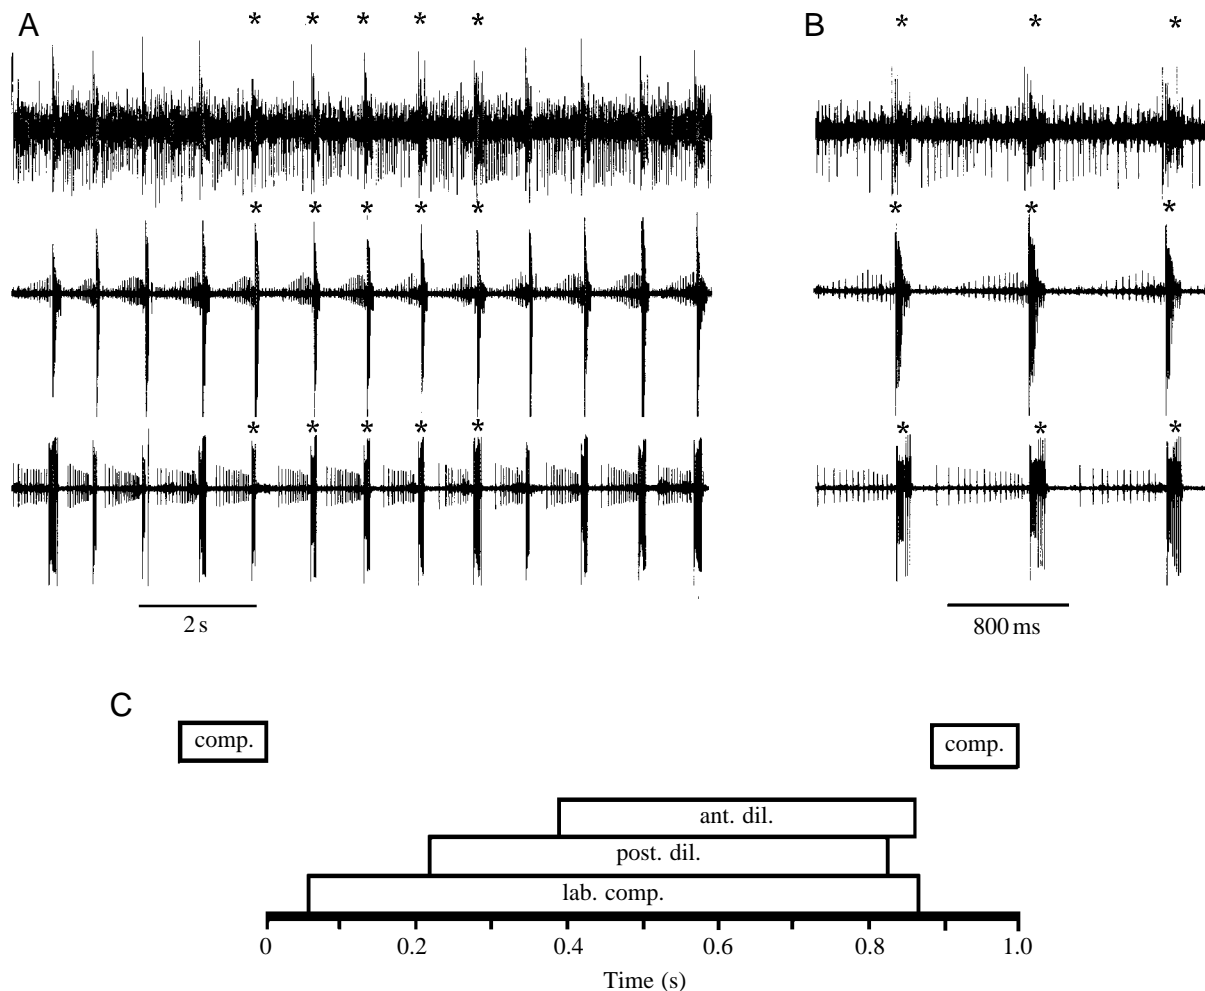 A
* * * * *
B
* * *
* * * * *
* * *
* * * * *
* * *
2 s
800 ms
C
comp.
comp.
ant. dil.
post. dil.
lab. comp.
0 0.2 0.4 0.6 0.8 1.0
Time (s)